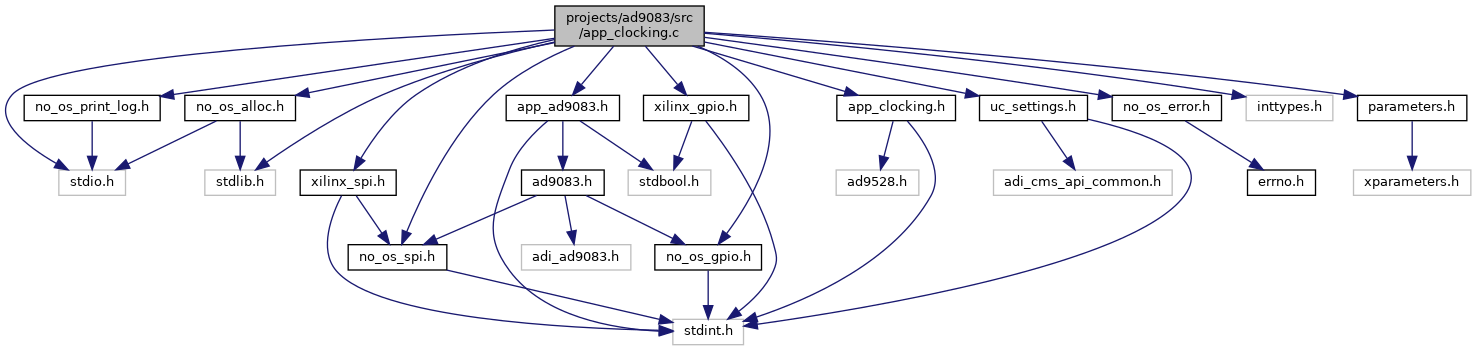 projects/ad9083/src
/app_clocking.c
no_os_print_log.h
no_os_alloc.h
app_ad9083.h
xilinx_gpio.h
app_clocking.h
uc_settings.h
no_os_error.h
inttypes.h
parameters.h
stdio.h
stdlib.h
xilinx_spi.h
ad9083.h
stdbool.h
ad9528.h
adi_cms_api_common.h
errno.h
xparameters.h
no_os_spi.h
adi_ad9083.h
no_os_gpio.h
stdint.h